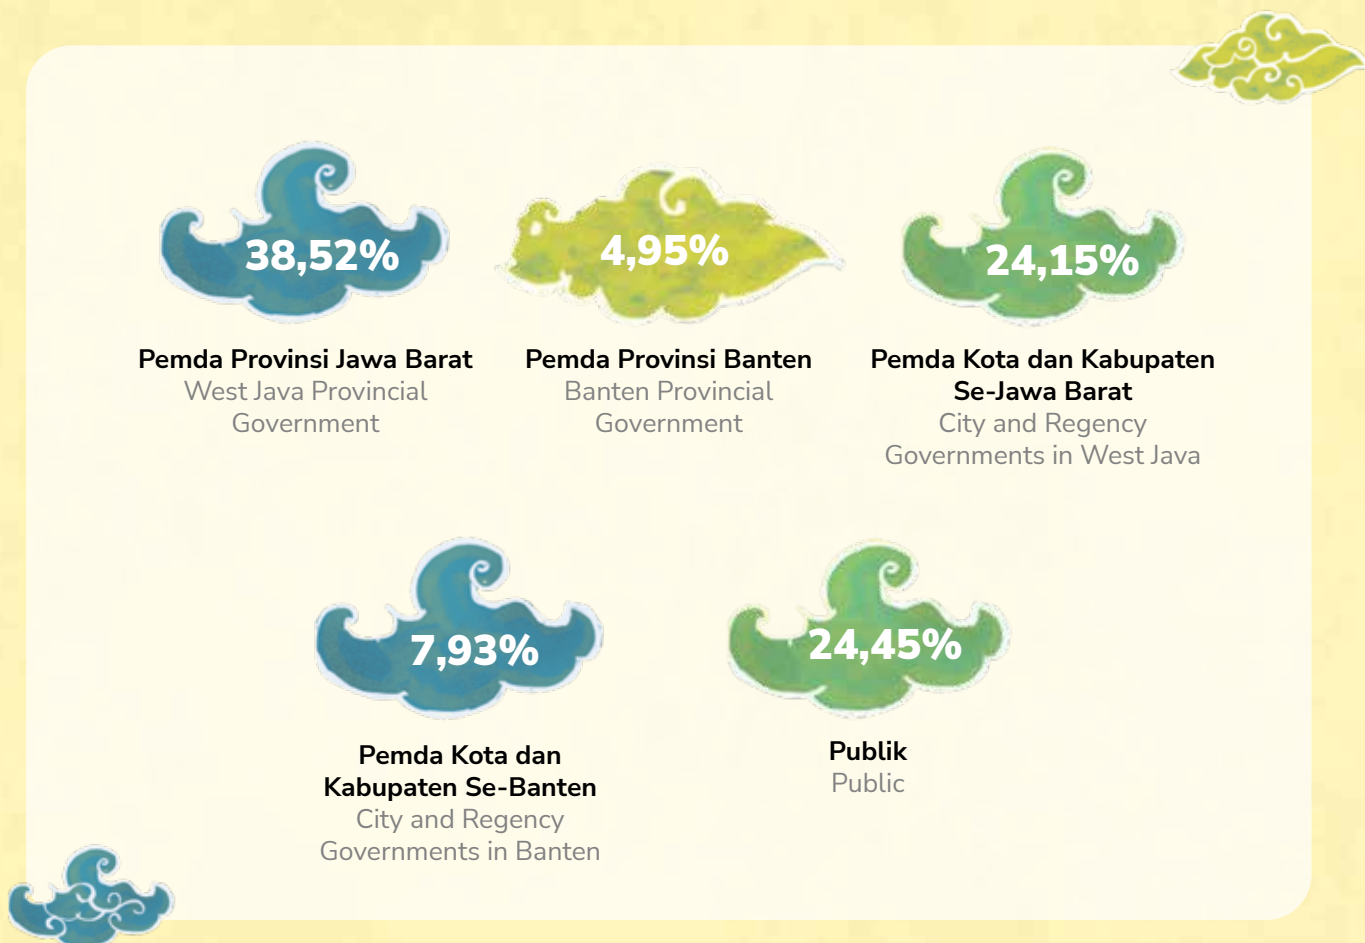 38,52%
Pemda Provinsi Jawa Barat
West Java Provincial
Government
4,95%
Pemda Provinsi Banten
Banten Provincial
Government
24,15%
Pemda Kota dan Kabupaten
Se-Jawa Barat
City and Regency
Governments in West Java
7,93%
Pemda Kota dan
Kabupaten Se-Banten
City and Regency
Governments in Banten
24,45%
Publik
Public